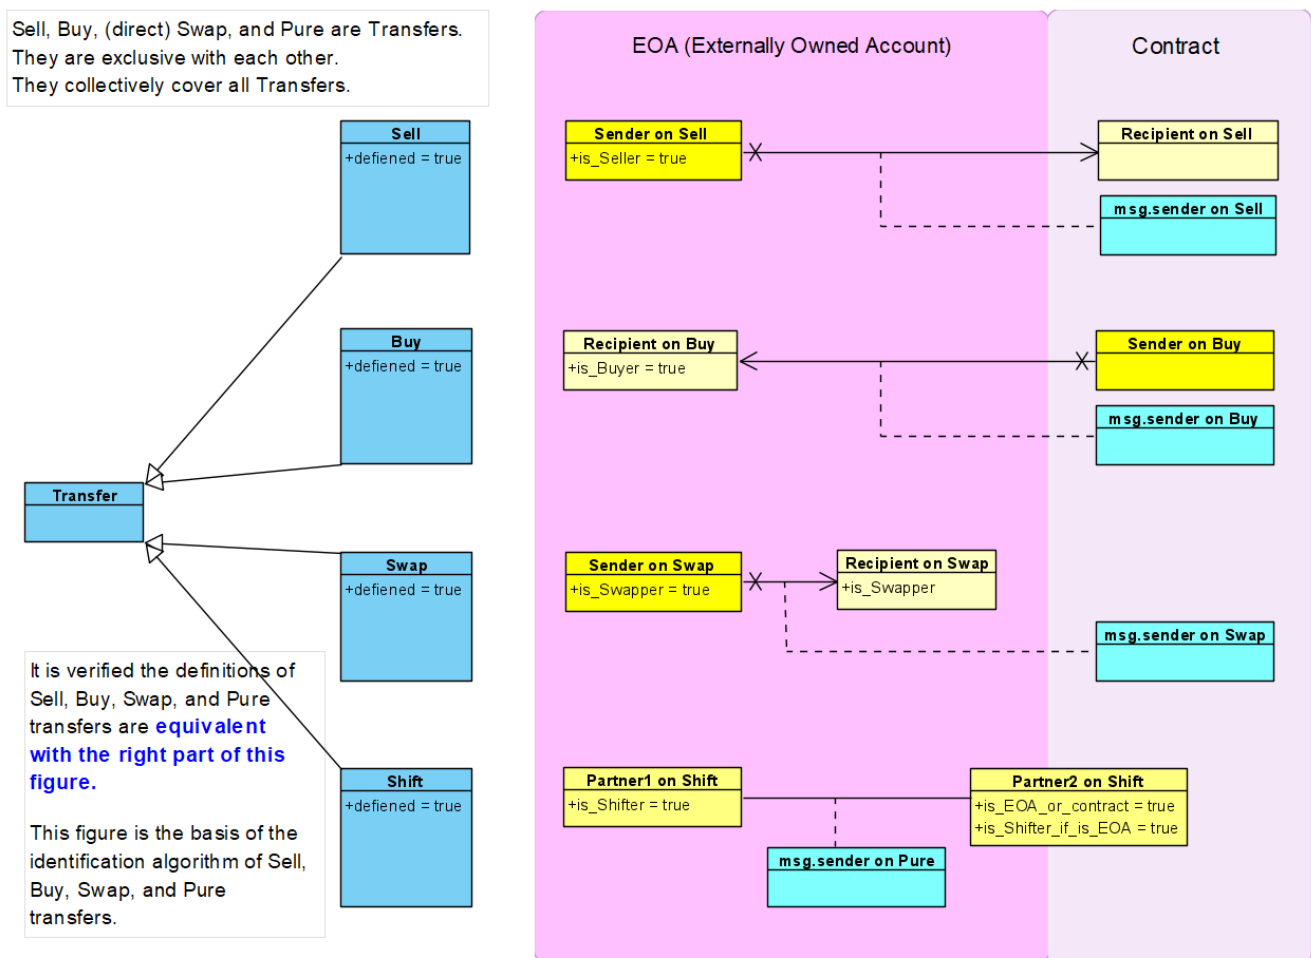 Sell, Buy, (direct) Swap, and Pure are Transfers.
They are exclusive with each other.
They collectively cover all Transfers.
EOA (Externally Owned Account)
Contract
Sell
+defiened = true
Sender on Sell
+is_Seller = true
Recipient on Sell
msg.sender on Sell
Buy
+defiened = true
Recipient on Buy
+is_Buyer = true
Sender on Buy
msg.sender on Buy
Transfer
Swap
+defiened = true
Sender on Swap
+is_Swapper = true
Recipient on Swap
+is_Swapper
msg.sender on Swap
It is verified the definitions of
Sell, Buy, Swap, and Pure
transfers are equivalent
with the right part of this
figure.
This figure is the basis of the
identification algorithm of Sell,
Buy, Swap, and Pure
transfers.
Shift
+defiened = true
Partner1 on Shift
+is_Shifter = true
Partner2 on Shift
+is_EOA_or_contract = true
+is_Shifter_if_is_EOA = true
msg.sender on Pure